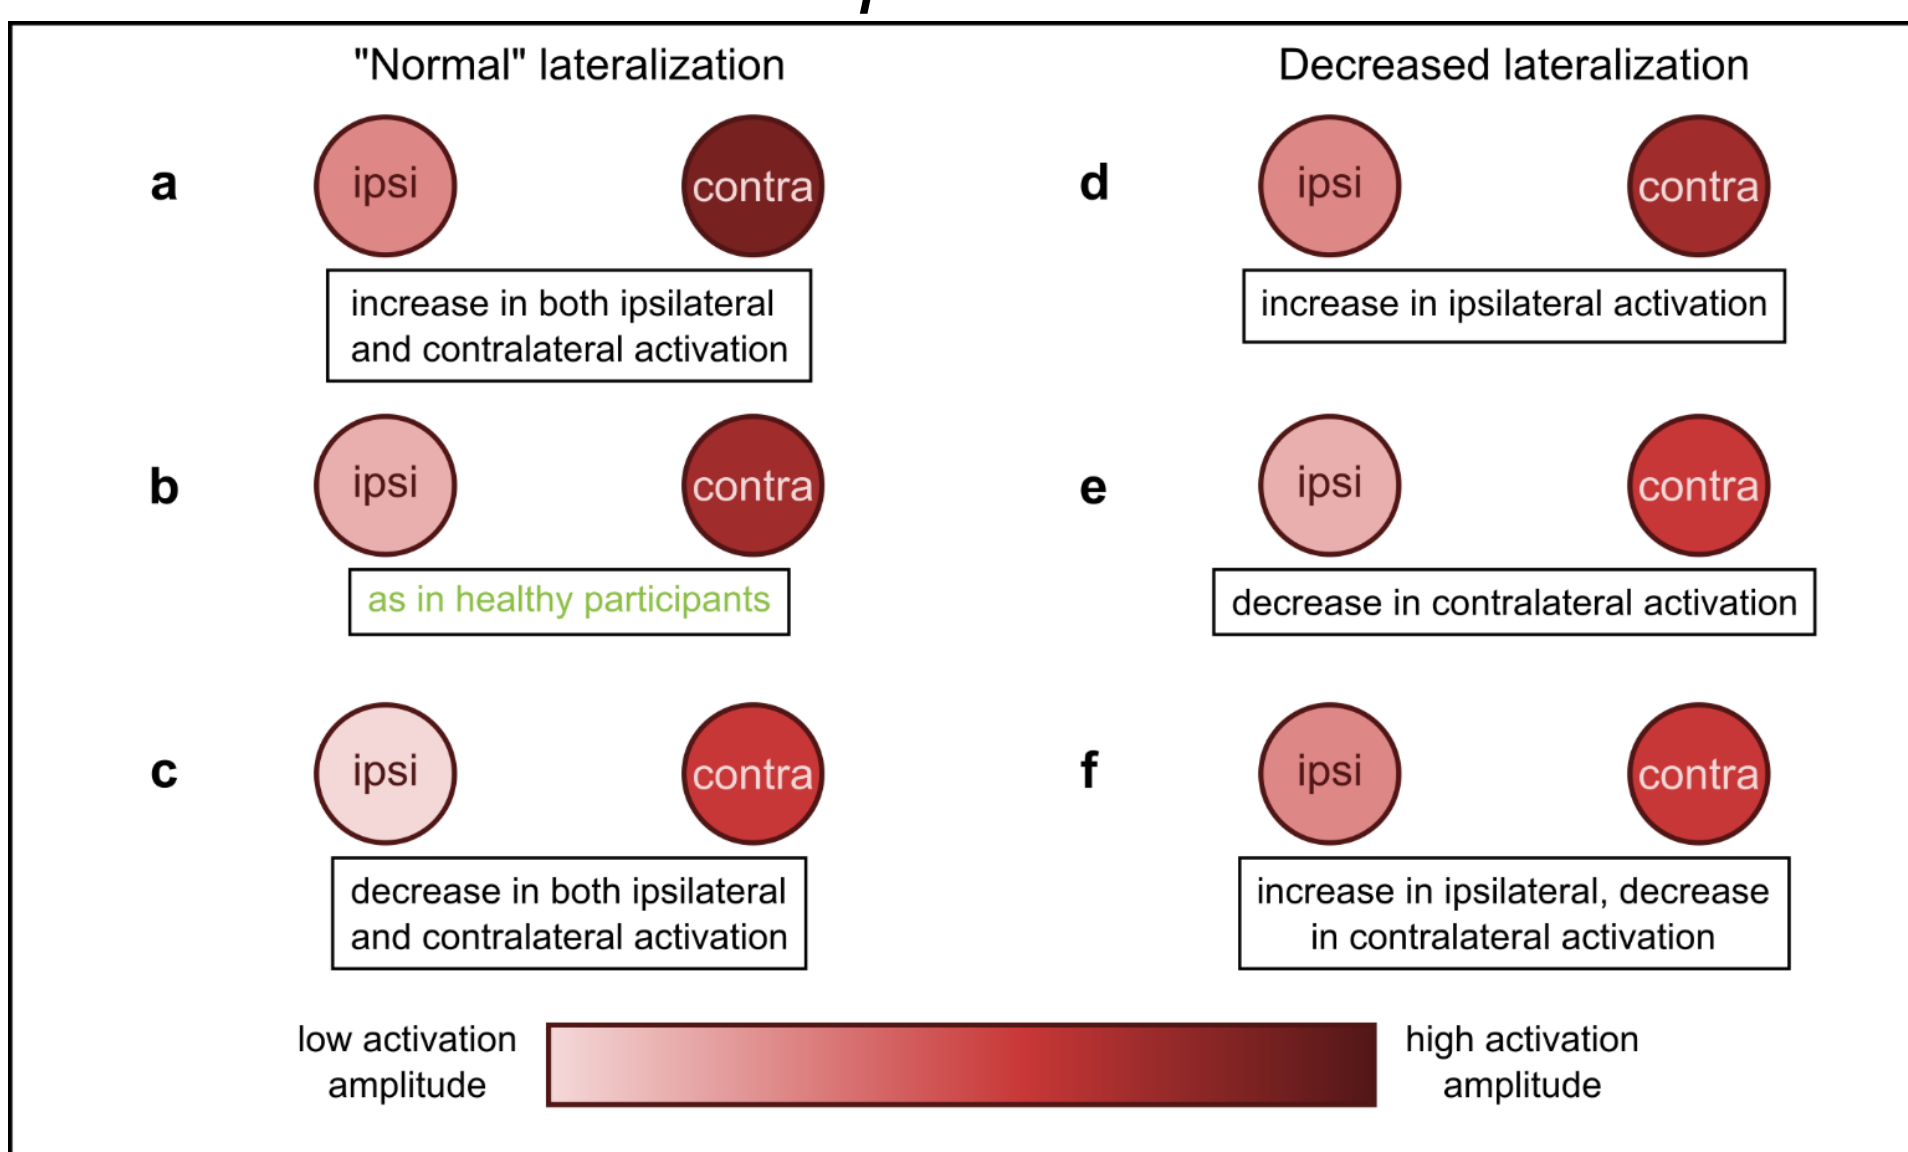 "Normal" lateralization
a
ipsi
contra
increase in both ipsilateral
and contralateral activation
b
ipsi
contra
as in healthy participants
c
ipsi
contra
decrease in both ipsilateral
and contralateral activation
Decreased lateralization
d
ipsi
contra
increase in ipsilateral activation
e
ipsi
contra
decrease in contralateral activation
f
ipsi
contra
increase in ipsilateral, decrease
in contralateral activation
low activation
amplitude
high activation
amplitude